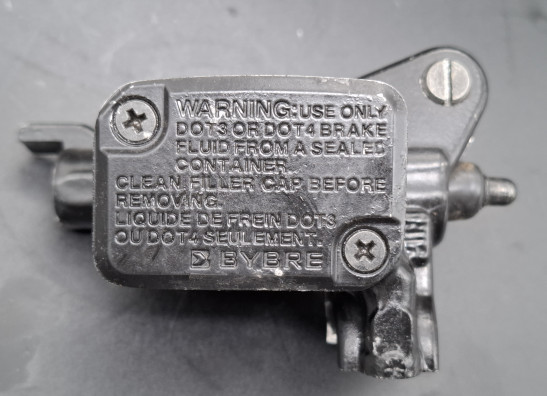 WARNING: USE ONLY
DOT3 OR DOT4 BRAKE
FLUID FROM A SEALED
CONTAINER.
CLEAN FILLER CAP BEFORE
REMOVING.
LIQUIDE DE FREIN DOT3
OU DOT4 SEULEMENT.
BYBRE